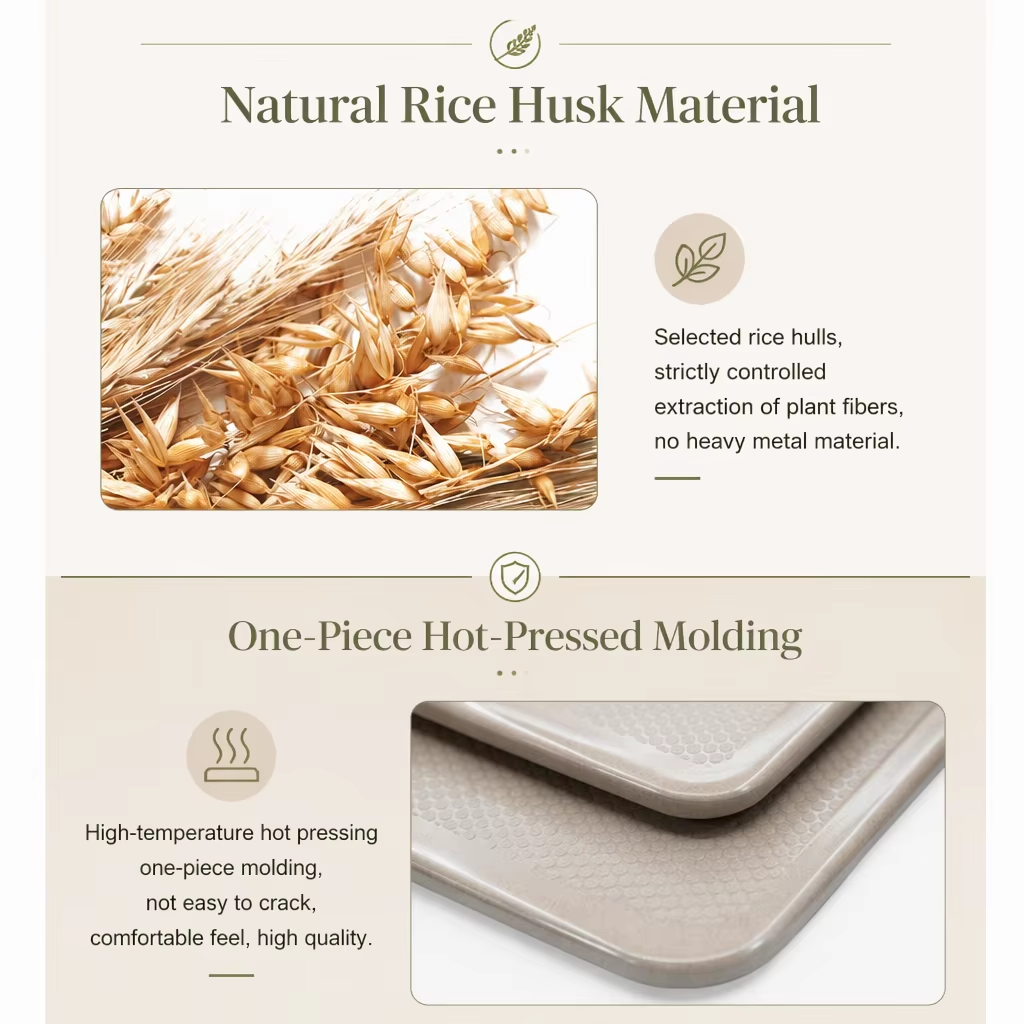 Natural Rice Husk Material
Selected rice hulls,
strictly controlled
extraction of plant fibers,
no heavy metal material.
One-Piece Hot-Pressed Molding
High-temperature hot pressing
one-piece molding,
not easy to crack,
comfortable feel, high quality.